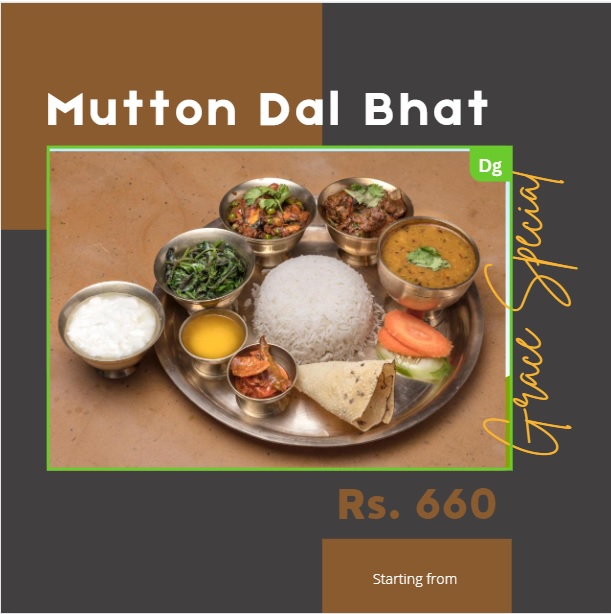 Mutton Dal Bhat
Dg
Grace Special
Rs. 660
Starting from